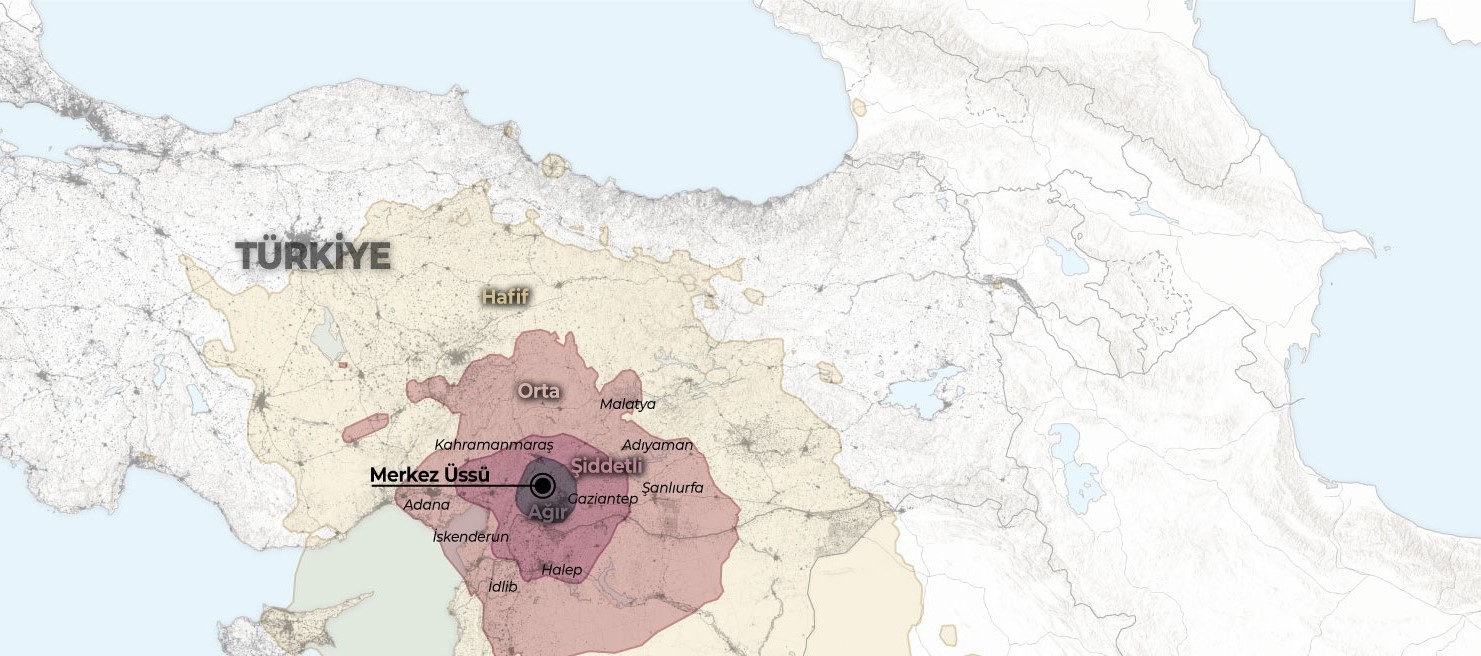 TÜRKİYE
Hafif
Orta
Malatya
Kahramanmaraş
Adıyaman
Şiddetli
Merkez Üssü
Şanlıurfa
Gaziantep
Adana
Ağır
İskenderun
Halep
İdlib